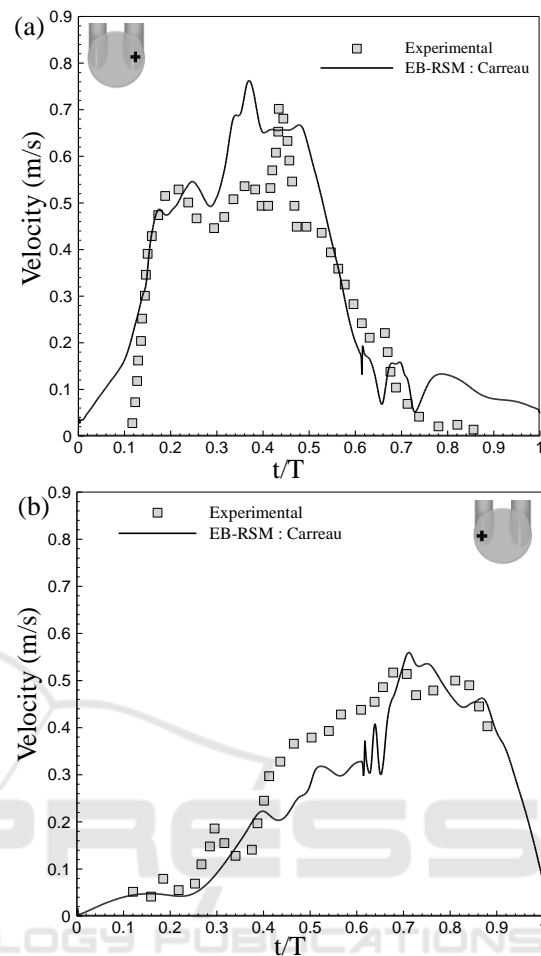 (a)
0.9
0.8
0.7
0.6
0.5
0.4
0.3
0.2
0.1
0
Velocity (m/s)
Experimental
EB-RSM : Carreau
0 0.1 0.2 0.3 0.4 0.5 0.6 0.7 0.8 0.9 1
t/T
(b)
0.9
0.8
0.7
0.6
0.5
0.4
0.3
0.2
0.1
0
Velocity (m/s)
Experimental
EB-RSM : Carreau
0 0.1 0.2 0.3 0.4 0.5 0.6 0.7 0.8 0.9 1
t/T
PRESS
LOGY PUBLICATIONS